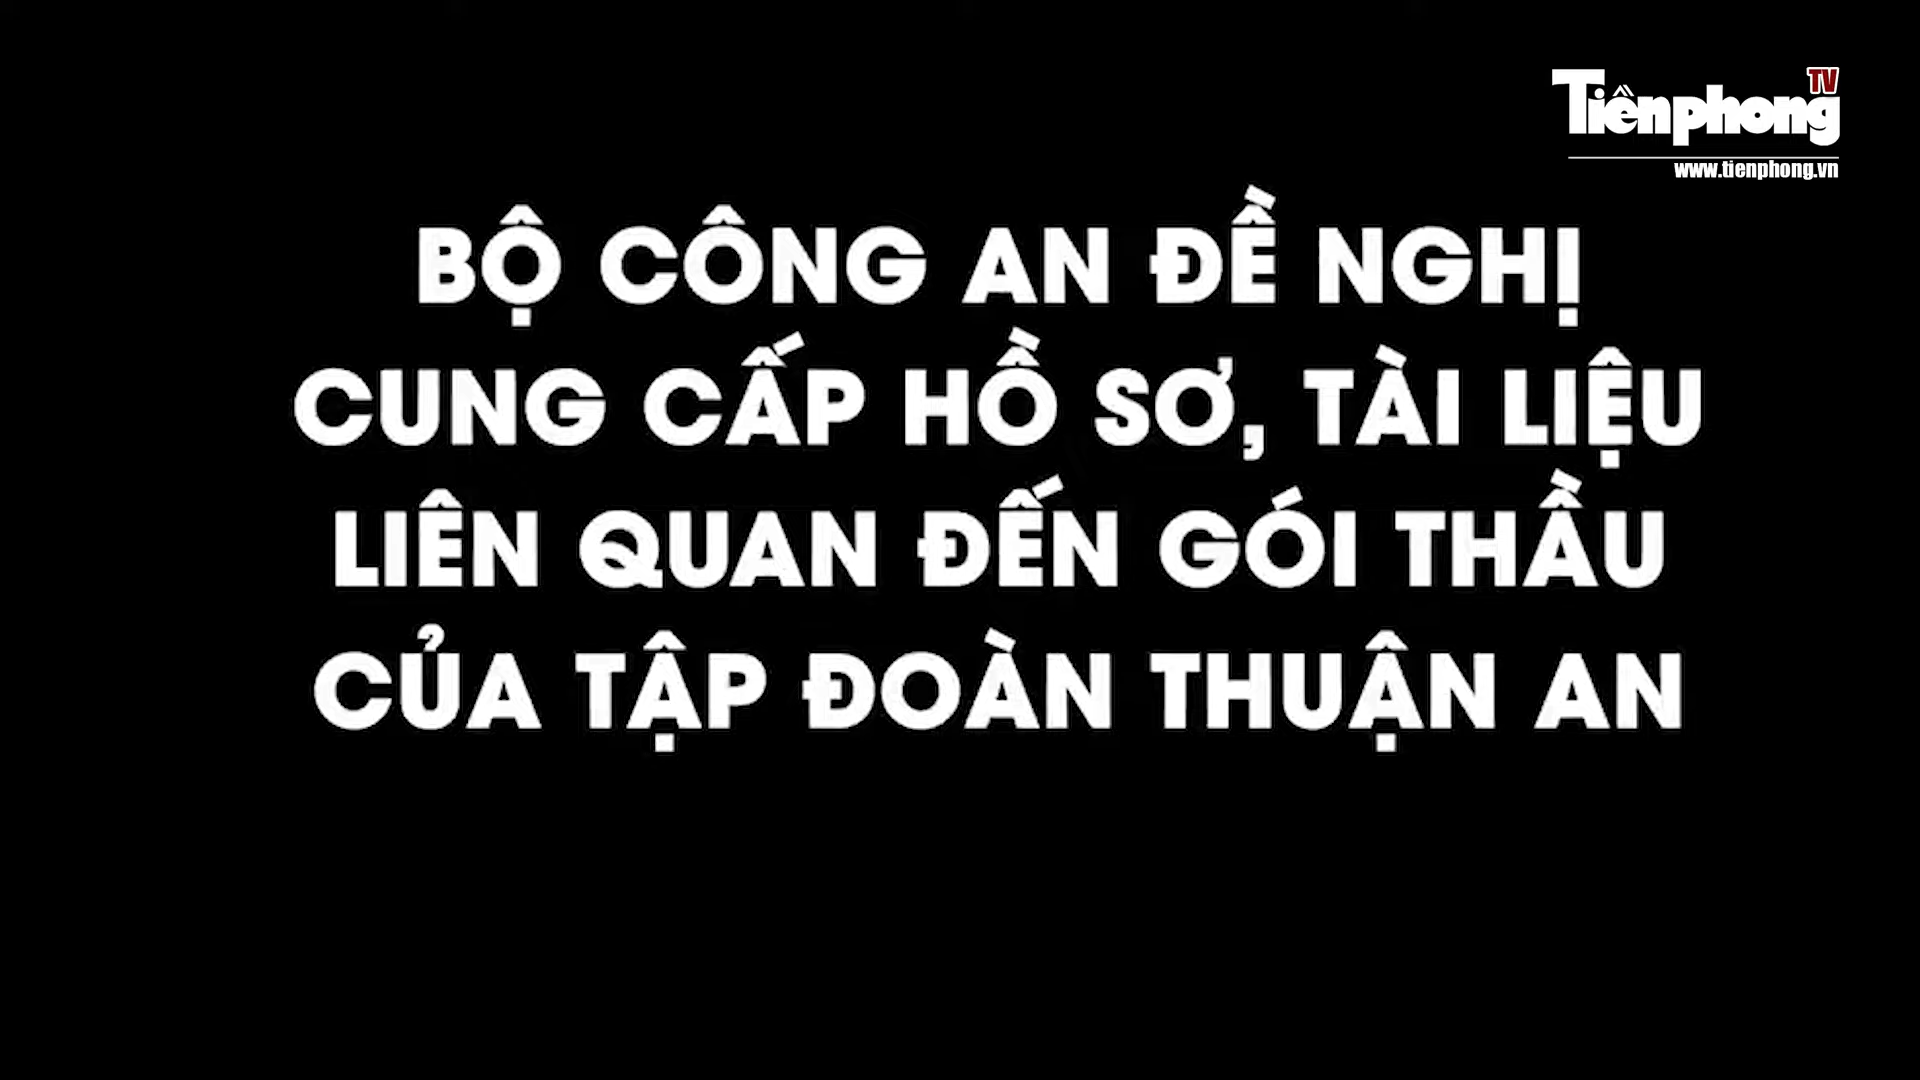 Tiênphong TV
www.tienphong.vn
BỘ CÔNG AN ĐỀ NGHỊ
CUNG CẤP HỒ SƠ, TÀI LIỆU
LIÊN QUAN ĐẾN GÓI THẦU
CỦA TẬP ĐOÀN THUẬN AN